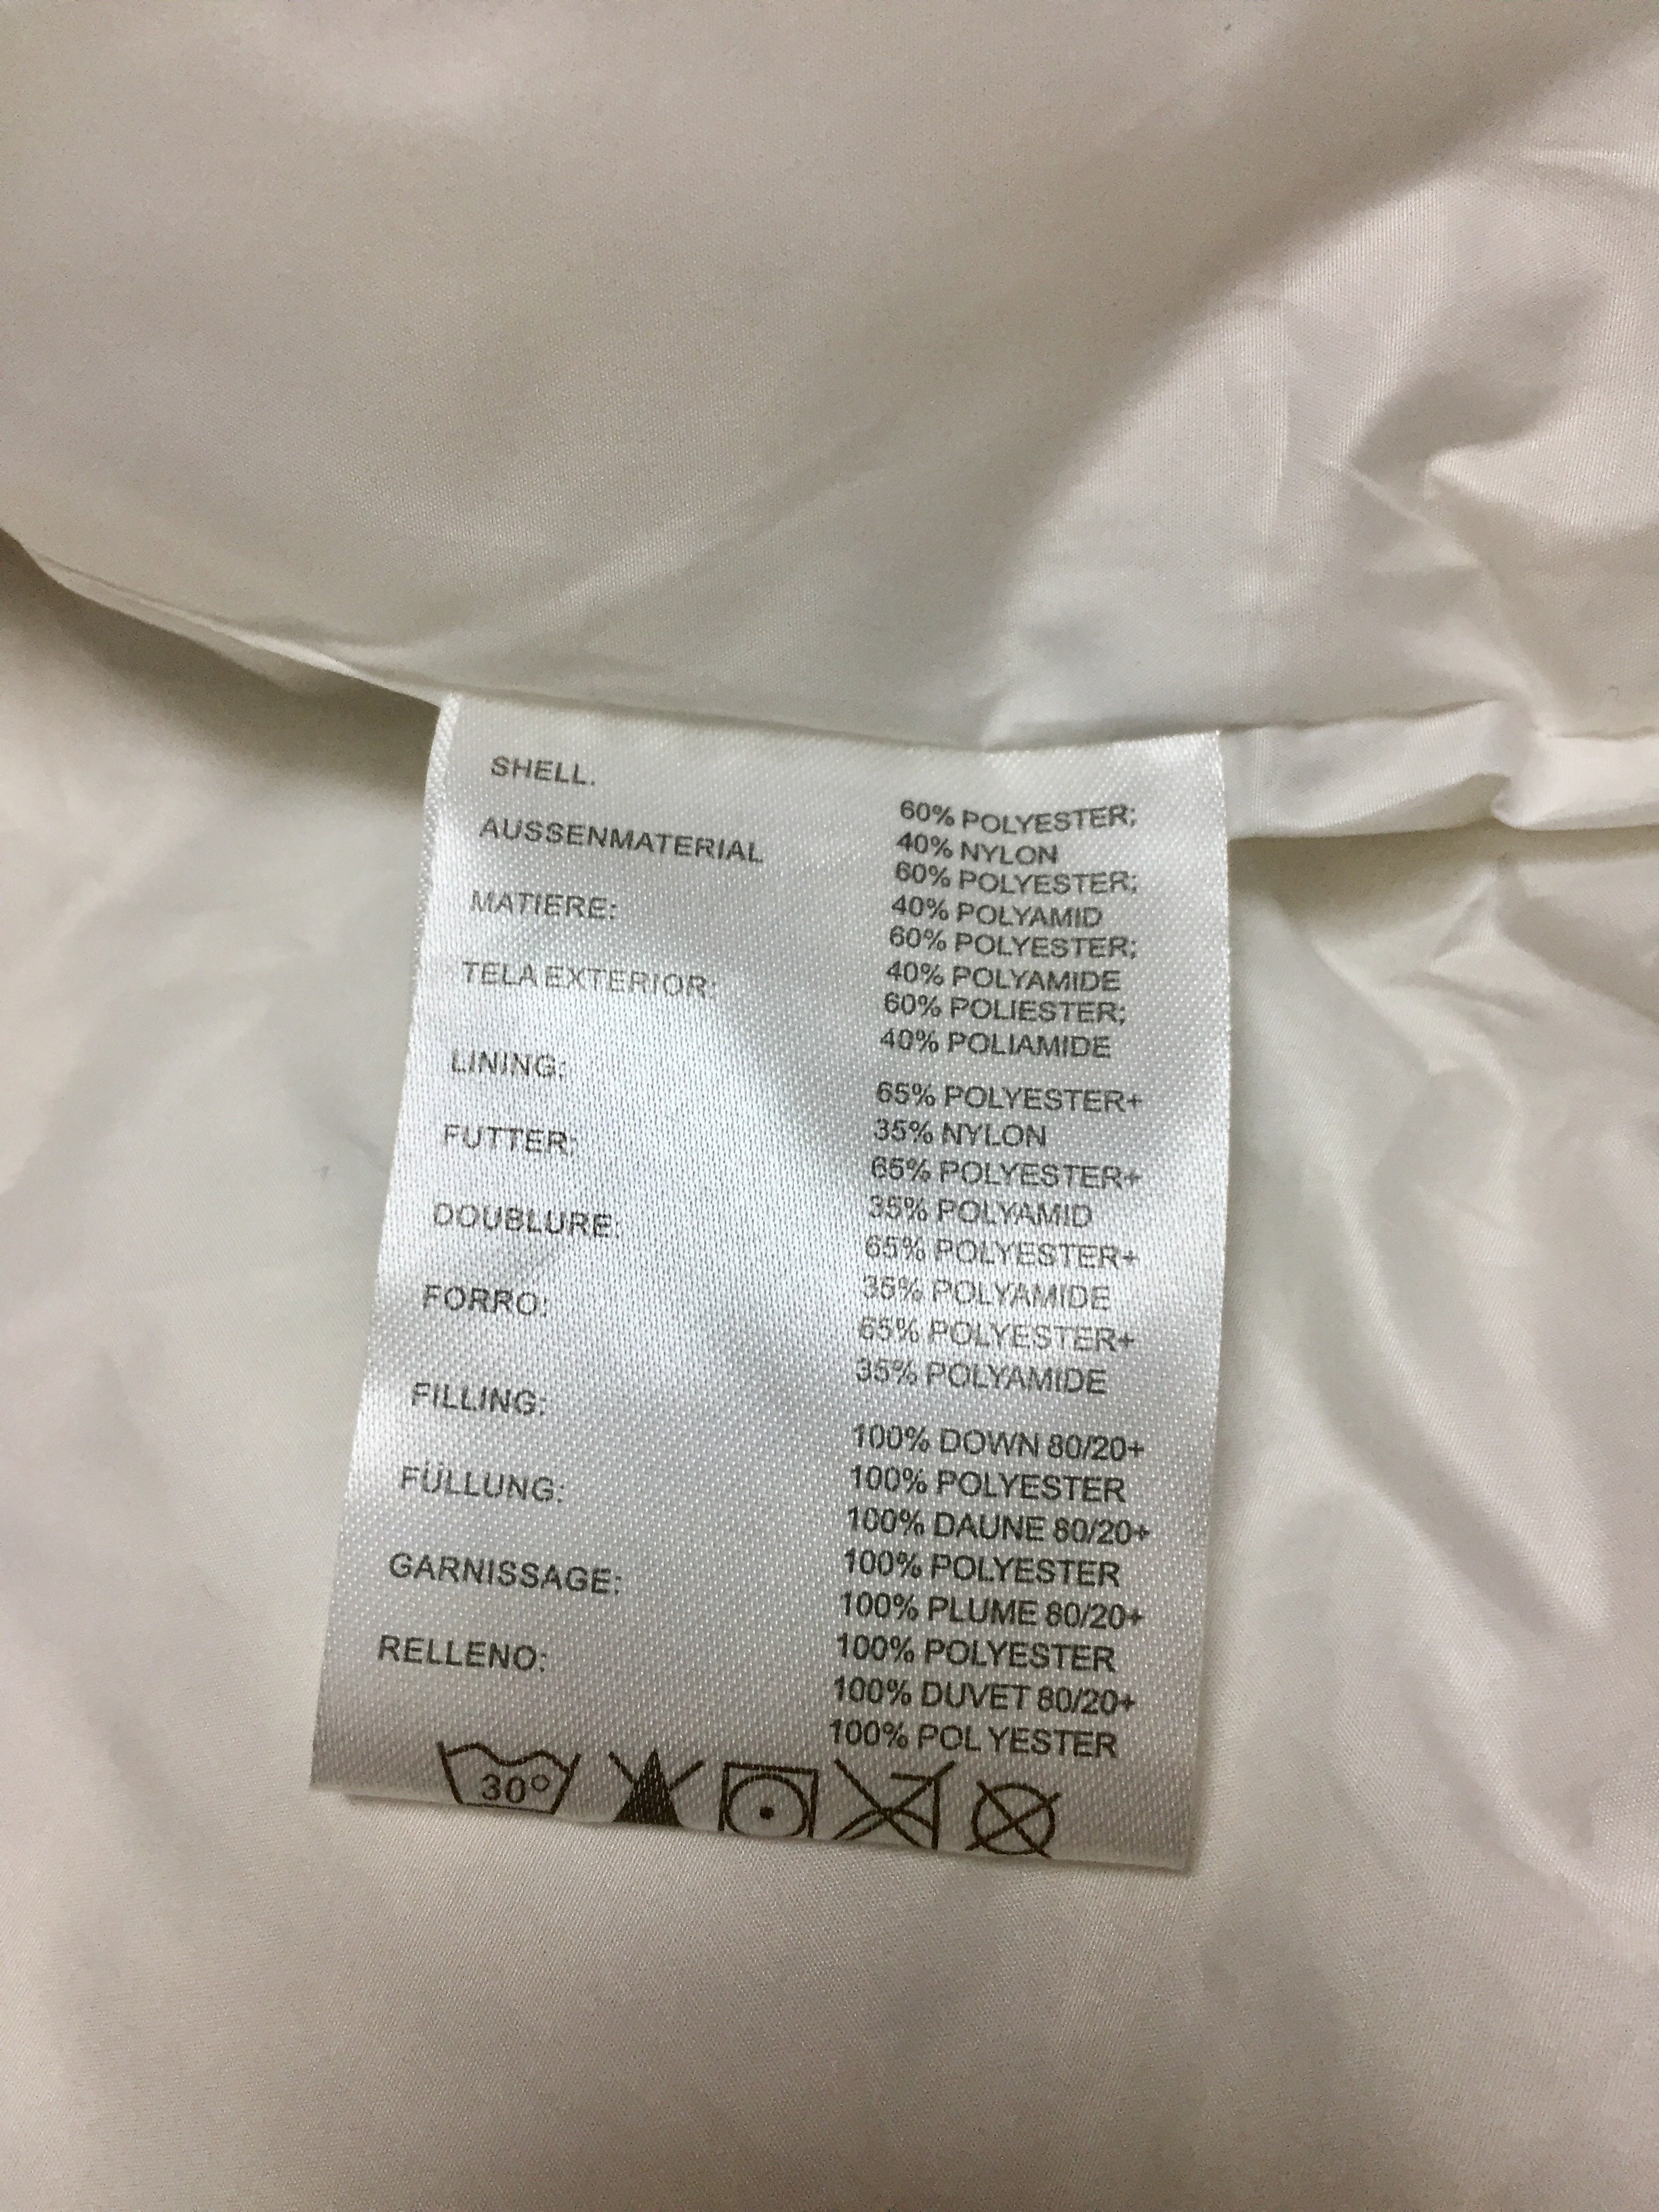 SHELL.
60% POLYESTER;
40% NYLON
AUSSENMATERIAL
60% POLYESTER;
40% POLYAMID
MATIERE:
60% POLYESTER;
40% POLYAMIDE
TELA EXTERIOR:
60% POLIESTER;
40% POLIAMIDE
LINING:
65% POLYESTER+
35% NYLON
FUTTER:
65% POLYESTER+
35% POLYAMID
DOUBLURE:
65% POLYESTER+
35% POLYAMIDE
FORRO:
65% POLYESTER+
35% POLYAMIDE
FILLING:
100% DOWN 80/20+
100% POLYESTER
FÜLLUNG:
100% DAUNE 80/20+
100% POLYESTER
GARNISSAGE:
100% PLUME 80/20+
100% POLYESTER
RELLENO:
100% DUVET 80/20+
100% POLYESTER
30°